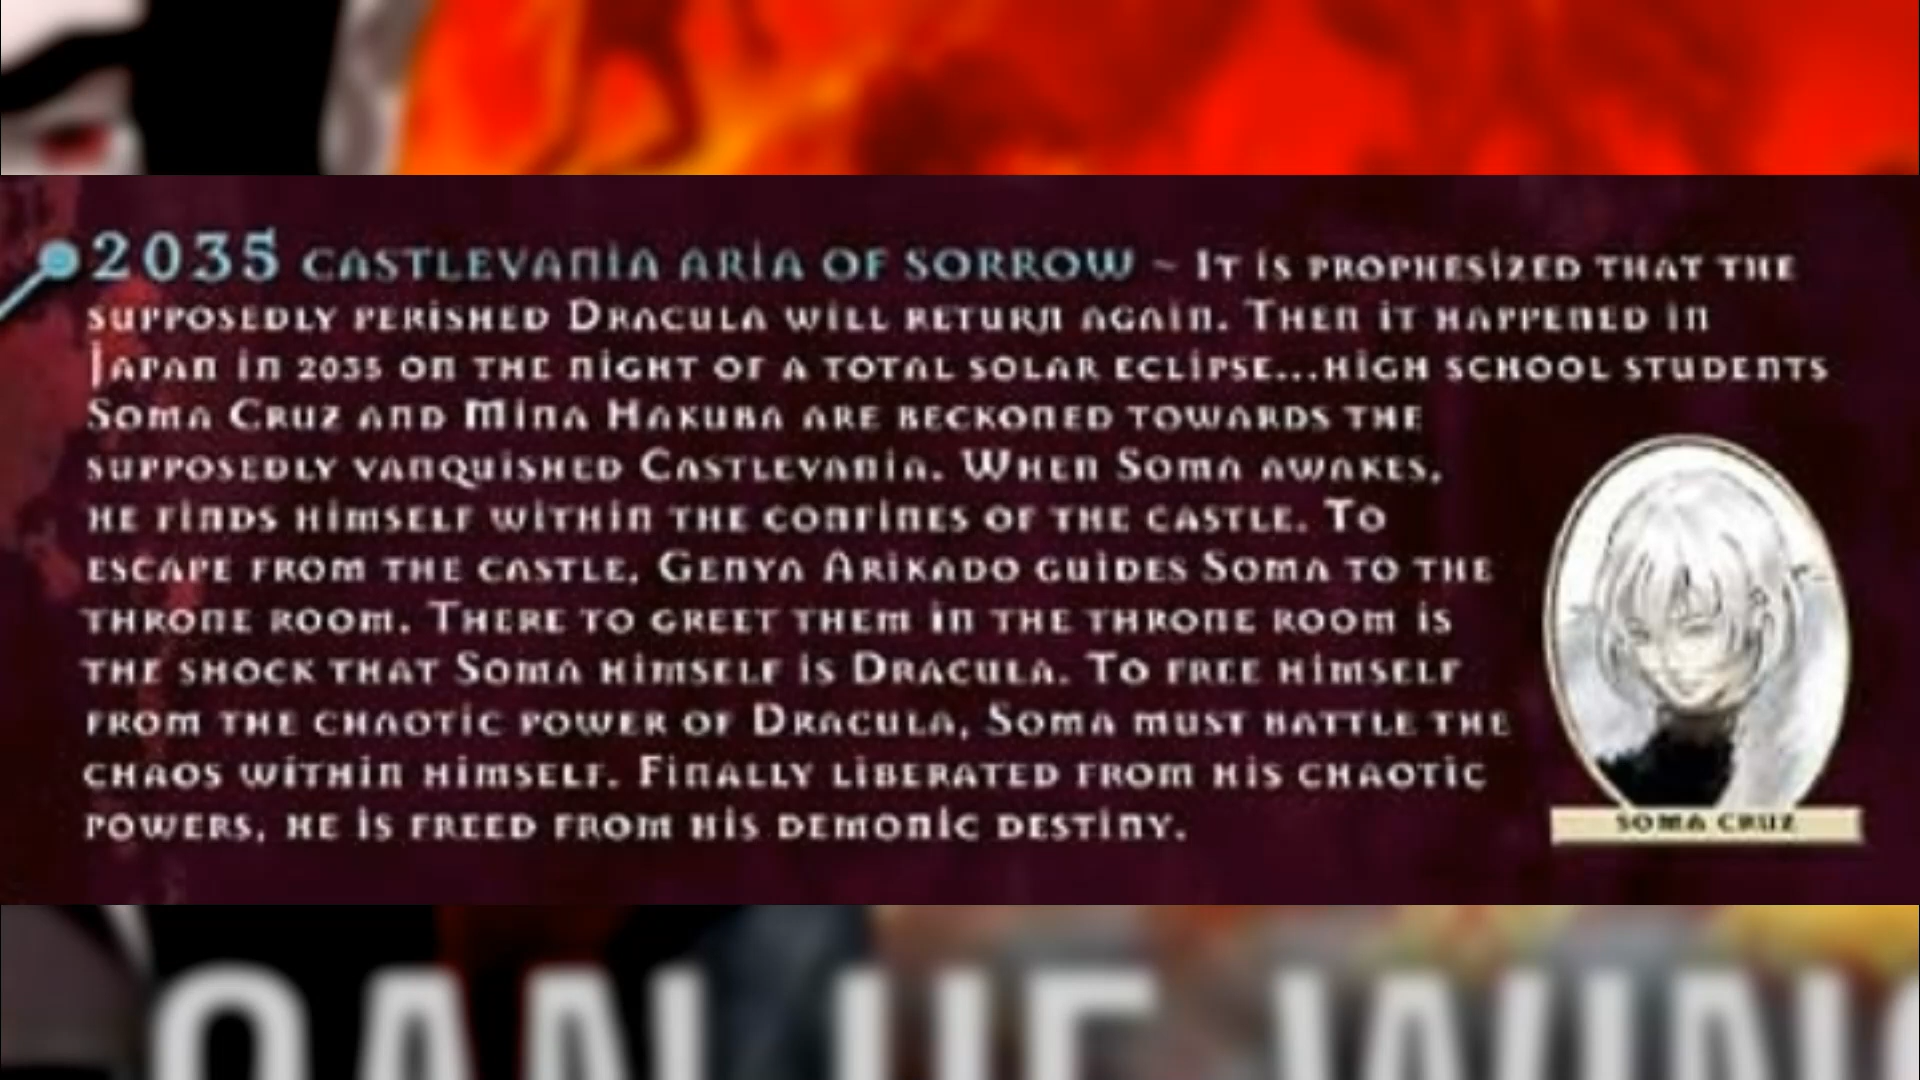 2035 Castlevania Aria of Sorrow ~ It is prophesized that the
supposedly perished Dracula will return again. Then it happened in
Japan in 2035 on the night of a total solar eclipse...high school students
Soma Cruz and Mina Hakuba are beckoned towards the
supposedly vanquished Castlevania. When Soma awakes,
he finds himself within the confines of the castle. To
escape from the castle, Genya Arikado guides Soma to the
throne room. There to greet them in the throne room is
the shock that Soma himself is Dracula. To free himself
from the chaotic power of Dracula, Soma must battle the
chaos within himself. Finally liberated from his chaotic
powers, he is freed from his demonic destiny.
SOMA CRUZ
CAN HE WIN